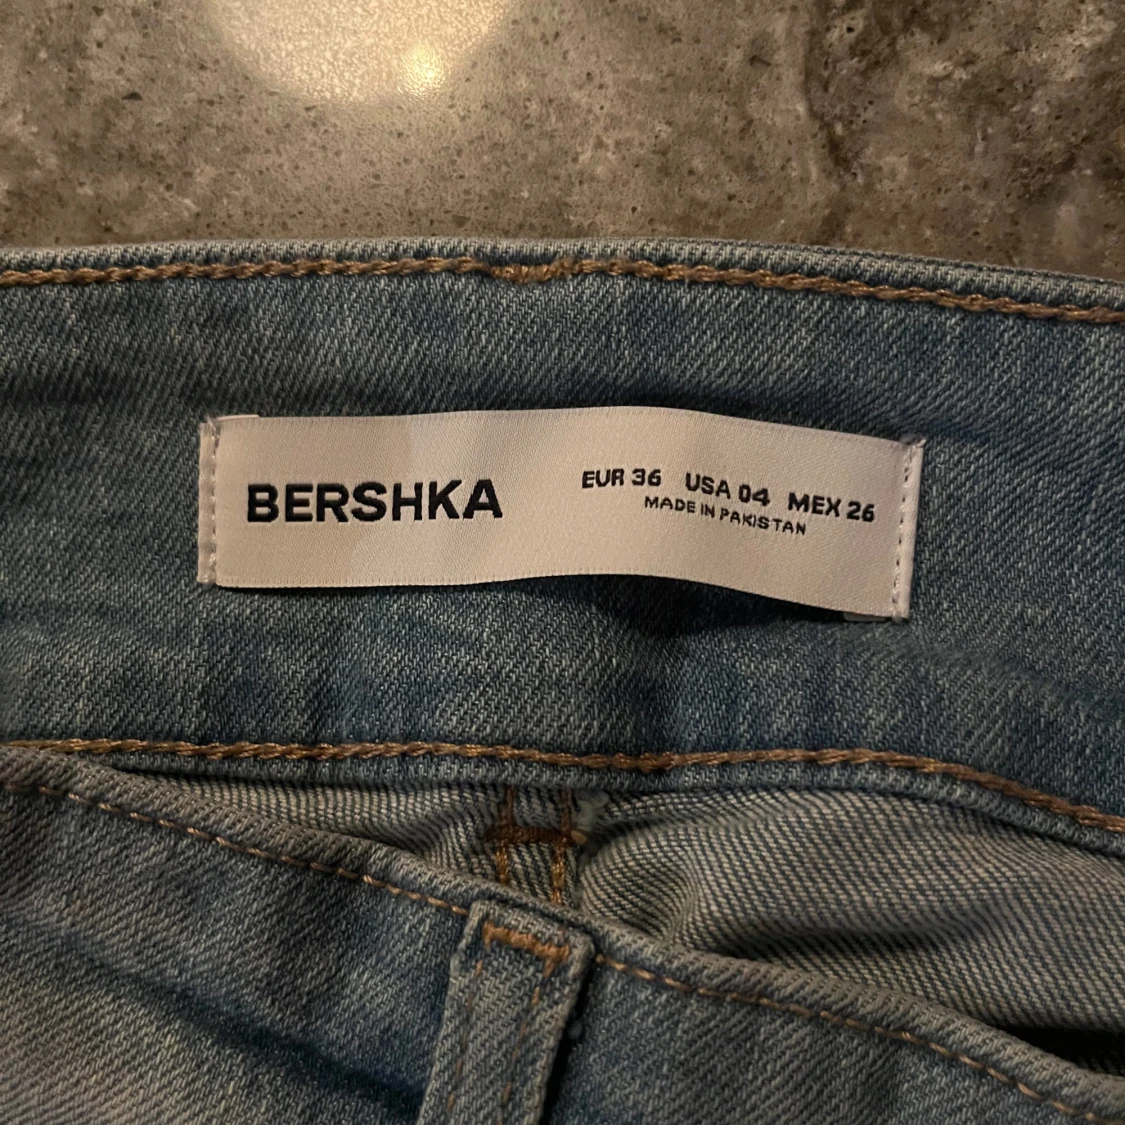 BERSHKA
EUR 36 USA 04 MEX 26
MADE IN PAKISTAN